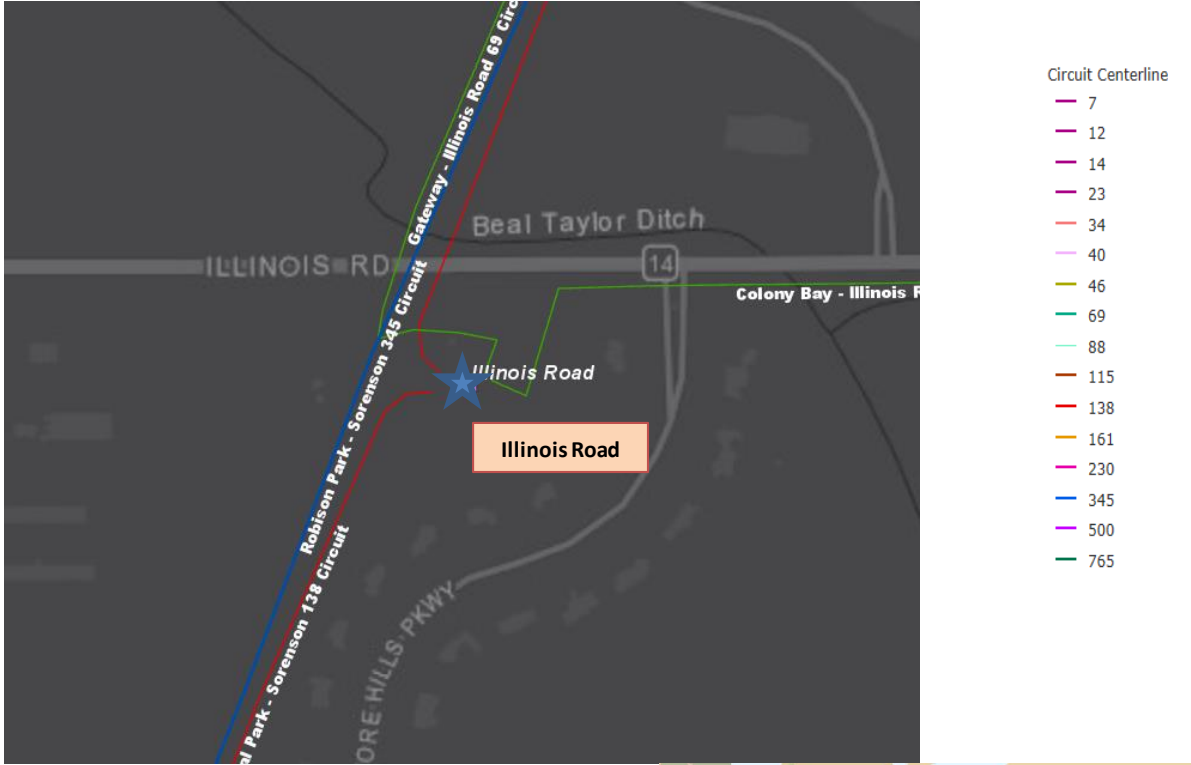 Gateway - Illinois Road 69 Circ
Beal Taylor Ditch
ILLINOIS RD
14
Colony Bay - Illinois R
Robison Park - Sorenson 345 Circuit
Illinois Road
Illinois Road
al Park - Sorenson 138 Circuit
ORE HILLS PKWY
Circuit Centerline
7
12
14
23
34
40
46
69
88
115
138
161
230
345
500
765